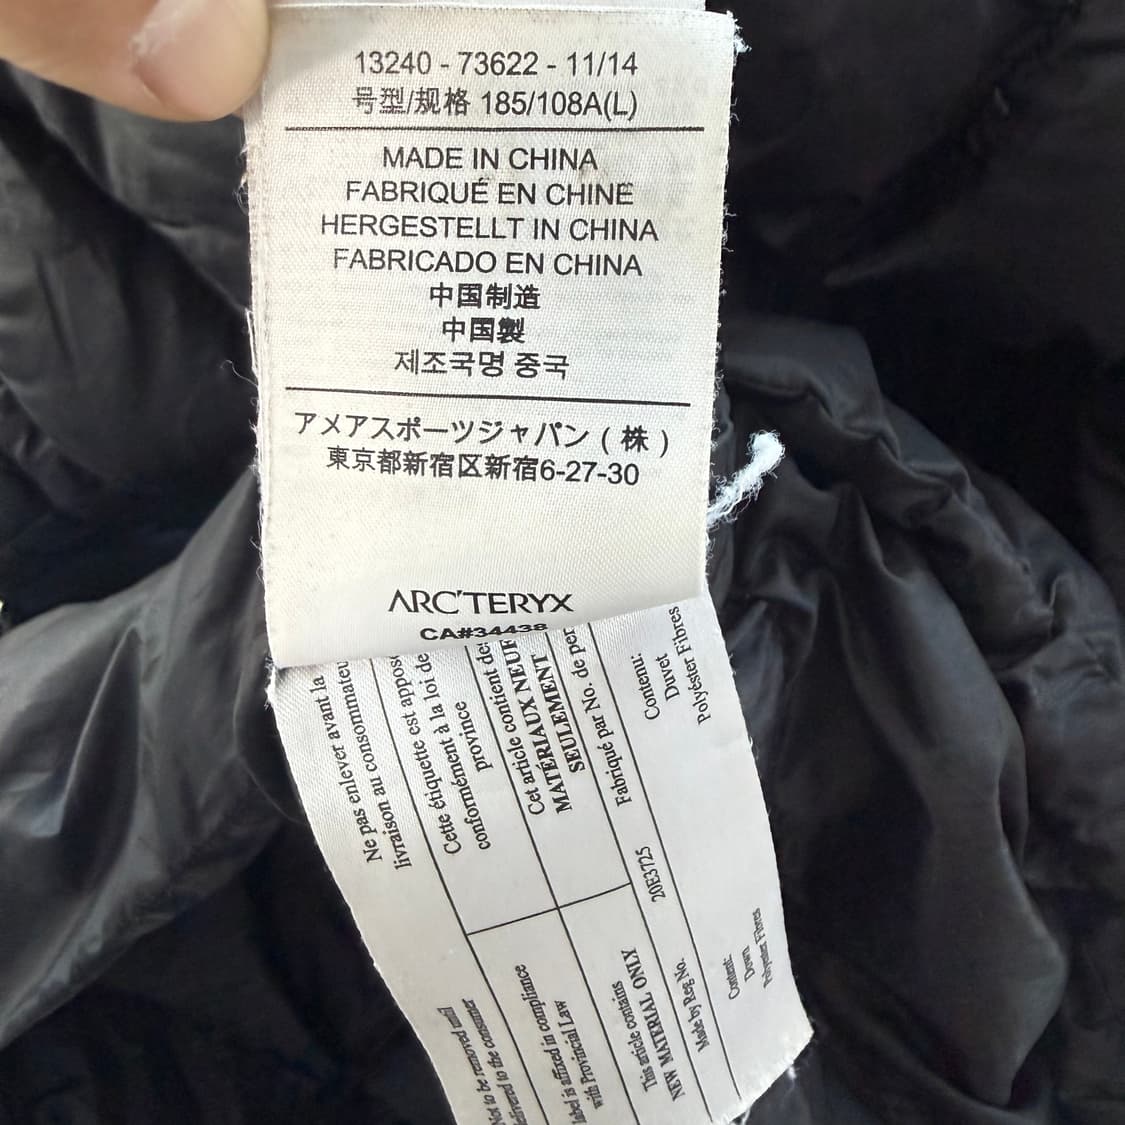 13240 - 73622 - 11/14
号型/规格 185/108A(L)
MADE IN CHINA
FABRIQUÉ EN CHINE
HERGESTELLT IN CHINA
FABRICADO EN CHINA
中国制造
中国製
제조국명 중국
アメアスポーツジャパン ( 株 )
東京都新宿区新宿6-27-30
ARC'TERYX
CA#34438
Ne pas enlever avant la
livraison au consommateu
Cette étiquette est apposé
conformément à la loi de
province
Cet article contient des
MATÉRIAUX NEUF
SEULEMENT
Fabriqué par No. de per
20E3725
Contenu:
Duvet
Polyéster Fibres
Not to be removed until
delivered to the consumer
label is affixed in compliance
with Provincial Law
This article contains
NEW MATERIAL ONLY
Made by Reg No.
Content:
Down
Polyester Fibres